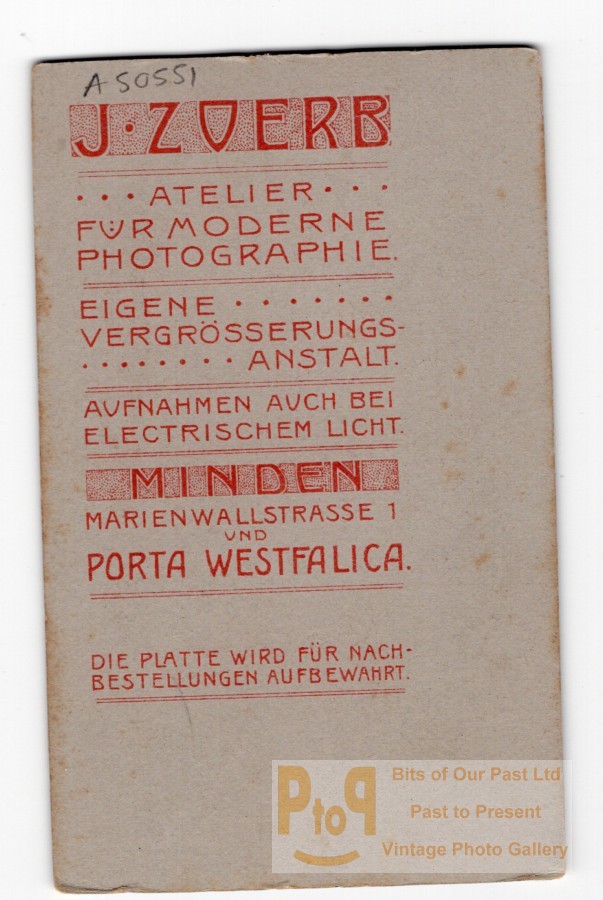 A-50551
J·ZUERB
· · · ATELIER · · ·
FÜR MODERNE
PHOTOGRAPHIE.
EIGENE · · · · · · · ·
VERGRÖSSERUNGS-
· · · · · · · · ANSTALT.
AUFNAHMEN AUCH BEI
ELECTRISCHEM LICHT.
MINDEN
MARIENWALLSTRASSE 1
UND
PORTA WESTFALICA.
DIE PLATTE WIRD FÜR NACH-
BESTELLUNGEN AUFBEWAHRT.
PtoP
Bits of Our Past Ltd
Past to Present
Vintage Photo Gallery